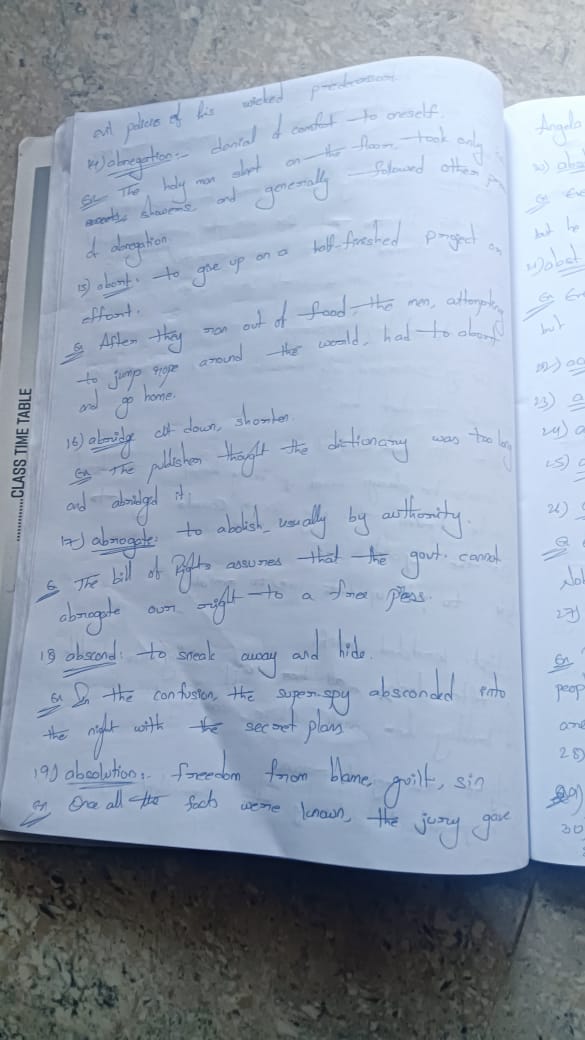 evil policies of his wicked predecessor.
14) abnegation:- denial of comfort to oneself.
Ex The holy man slept on the floor, took only
showers and generally followed other
of abnegation
15) abort: to give up on a half-finished project or
effort.
Ex After they ran out of food, the men, attempting
to jump rope around the world, had to abort
and go home.
16) abridge cut down, shorten.
Ex The publisher thought the dictionary was too long
and abridged it.
17) abrogate: to abolish, usually by authority.
Ex The bill of Rights assures that the govt. cannot
abrogate our right to a free press.
18 abscond: to sneak away and hide.
Ex In the confusion, the super-spy absconded into
the night with the secret plans
19) absolution:- freedom from blame, guilt, sin
Ex Once all the facts were known, the jury gave
CLASS TIME TABLE
Angela
20) abs
Ex
but he
21) abst
Ex
but
22)
23) a
24) a
25)
26)
27)
Ex
peop
are
28)
29)
30